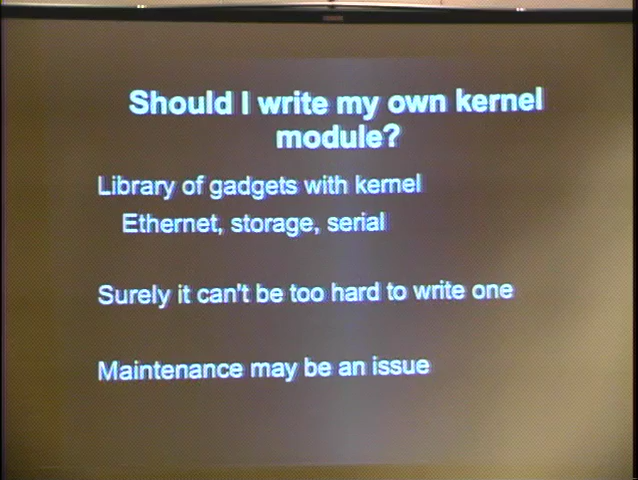 Should I write my own kernel
module?
Library of gadgets with kernel
Ethernet, storage, serial
Surely it can't be too hard to write one
Maintenance may be an issue